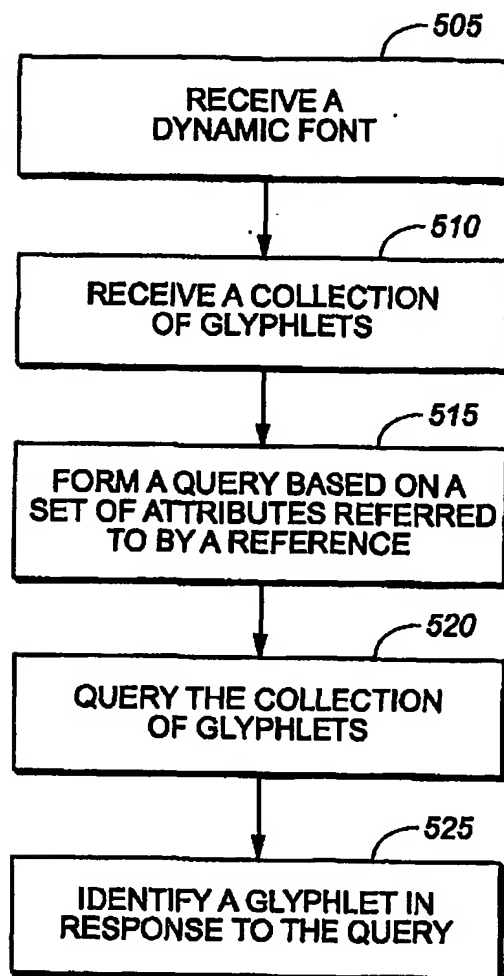 505
RECEIVE A
DYNAMIC FONT
510
RECEIVE A COLLECTION
OF GLYPHLETS
515
FORM A QUERY BASED ON A
SET OF ATTRIBUTES REFERRED
TO BY A REFERENCE
520
QUERY THE COLLECTION
OF GLYPHLETS
525
IDENTIFY A GLYPHLET IN
RESPONSE TO THE QUERY